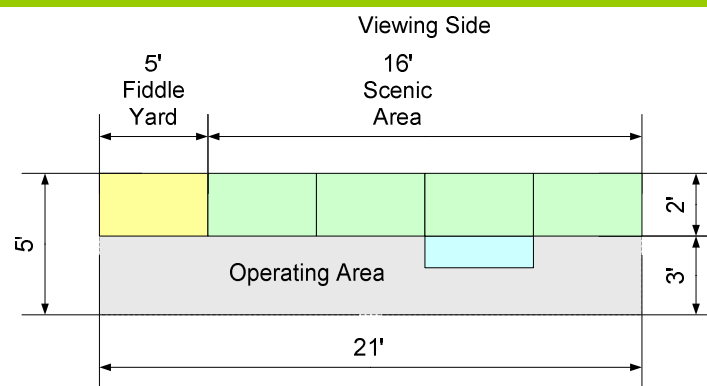 Viewing Side
5'
Fiddle
Yard
16'
Scenic
Area
2'
5'
3'
Operating Area
21'